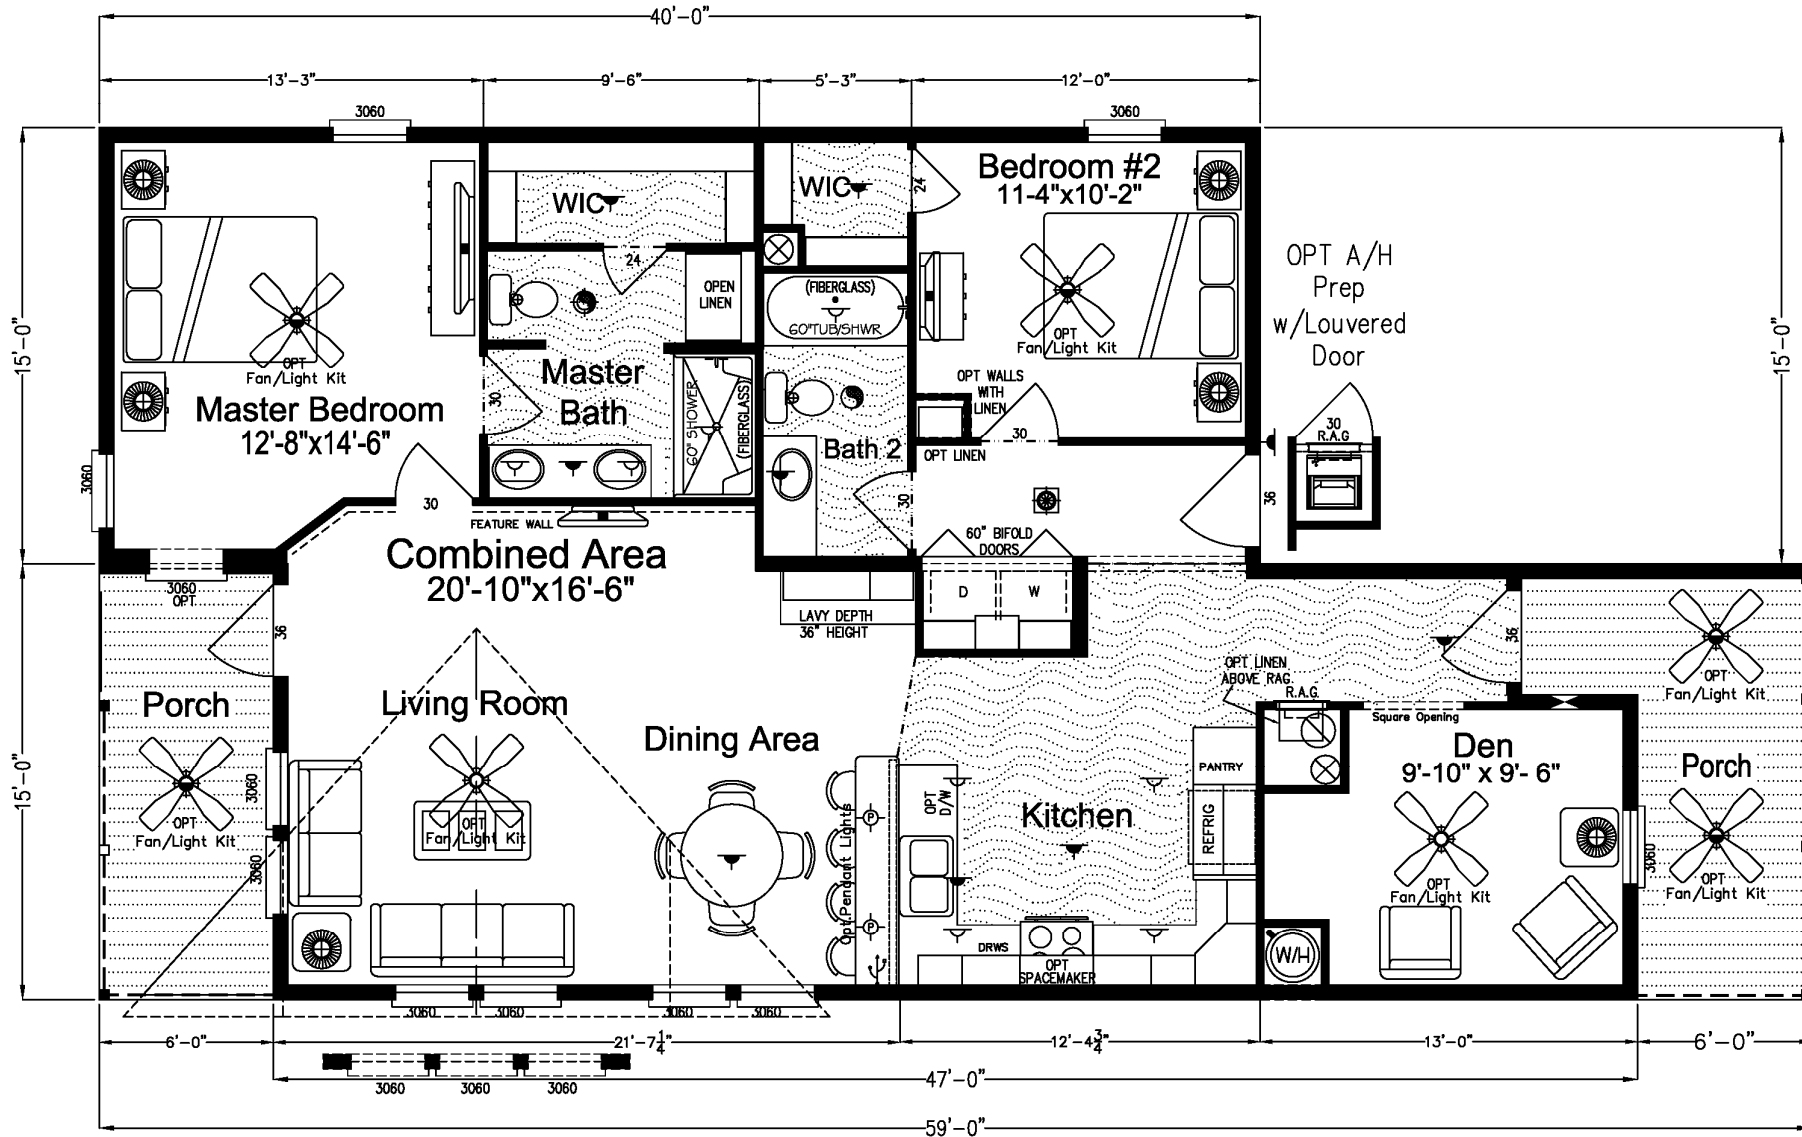 40'-0"
13'-3"
9'-6"
5'-3"
12'-0"
3060
3060
WIC
WIC
24
Bedroom #2
11-4"x10'-2"
15'-0"
15'-0"
24
OPEN
LINEN
(FIBERGLASS)
60"TUB/SHWR
OPT
Fan/Light Kit
OPT A/H
Prep
w/Louvered
Door
OPT
Fan/Light Kit
Master Bedroom
12'-8"x14'-6"
30
Master
Bath
60" SHOWER
(FIBERGLASS)
OPT WALLS
WITH
LINEN
30
OPT LINEN
Bath 2
30
R.A.G
3060
30
FEATURE WALL
30
36
60" BIFOLD
DOORS
Combined Area
20'-10"x16'-6"
3060
OPT
36
D
W
LAVY DEPTH
36" HEIGHT
36
OPT LINEN
ABOVE RAG.
R.A.G.
OPT
Fan/Light Kit
Porch
Living Room
Dining Area
Square Opening
Den
9'-10" x 9'- 6"
Porch
15'-0"
3060
PANTRY
OPT
D/W
Kitchen
REFRIG
OPT
Fan/Light Kit
OPT
Fan/Light Kit
3060
Opt.Pendant Lights
P
P
3060
OPT
Fan/Light Kit
OPT
Fan/Light Kit
DRWS
OPT
SPACEMAKER
W/H
3060
3060
3060
3060
6'-0"
21'-7 1/4"
12'-4 3/4"
13'-0"
6'-0"
3060
3060
3060
47'-0"
59'-0"